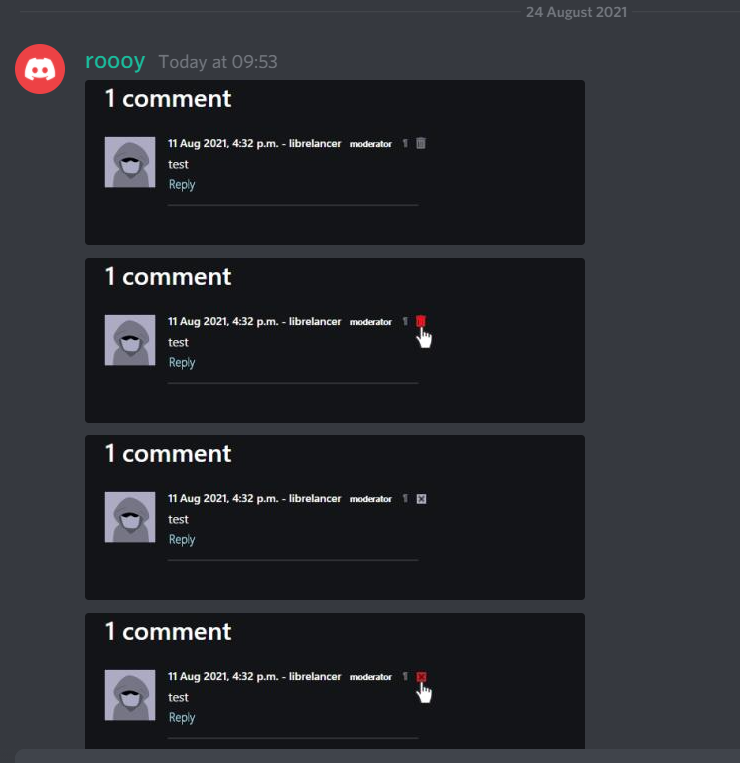 24 August 2021
roooy Today at 09:53
1 comment
11 Aug 2021, 4:32 p.m. - librelancer moderator ¶
test
Reply
1 comment
11 Aug 2021, 4:32 p.m. - librelancer moderator ¶
test
Reply
1 comment
11 Aug 2021, 4:32 p.m. - librelancer moderator ¶
test
Reply
1 comment
11 Aug 2021, 4:32 p.m. - librelancer moderator ¶
test
Reply